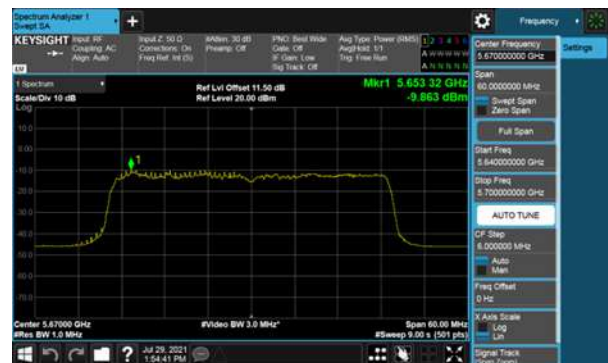 Spectrum Analyzer 1
Swept SA
+
Frequency
KEYSIGHT
Input: RF
Coupling: AC
Align: Auto
Input Z: 50 Ω
Corrections: On
Freq Ref: Int (S)
#Atten: 30 dB
Preamp: Off
PNO: Best Wide
Gate: Off
IF Gain: Low
Sig Track: Off
Avg Type: Power (RMS)
Avg|Hold: 1/1
Trig: Free Run
1 2 3 4 5 6
A W W W W W
A N N N N N
LW
1 Spectrum
Scale/Div 10 dB
Log
Ref Lvl Offset 11.50 dB
Ref Level 20.00 dBm
Mkr1 5.653 32 GHz
-9.863 dBm
10.0
0.00
-10.0
-20.0
-30.0
-40.0
-50.0
-60.0
-70.0
1
Center 5.67000 GHz
#Res BW 1.0 MHz
#Video BW 3.0 MHz*
Span 60.00 MHz
#Sweep 9.00 s (501 pts)
Jul 29, 2021
1:54:41 PM
Center Frequency
5.670000000 GHz
Settings
Span
60.0000000 MHz
Swept Span
Zero Span
Full Span
Start Freq
5.640000000 GHz
Stop Freq
5.700000000 GHz
AUTO TUNE
CF Step
6.000000 MHz
Auto
Man
Freq Offset
0 Hz
X Axis Scale
Log
Lin
Signal Track